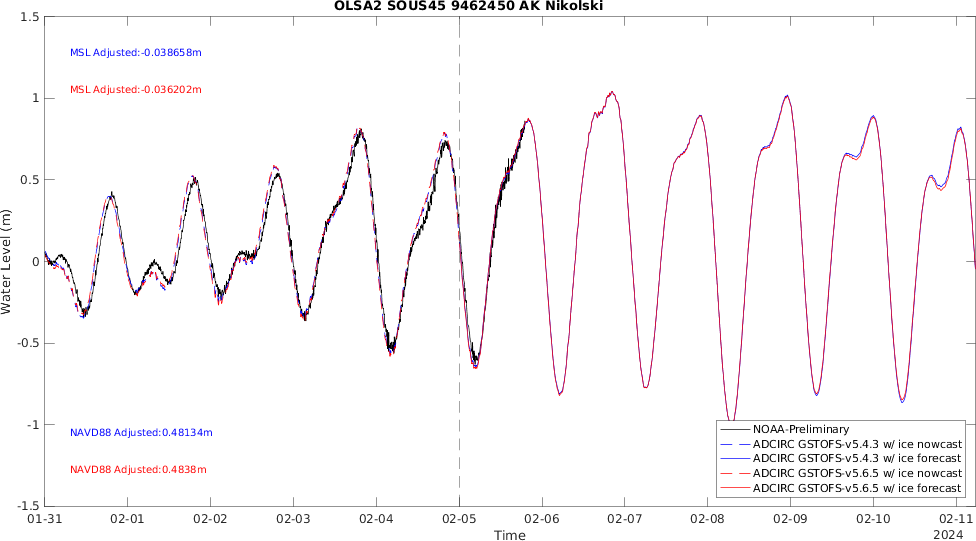 OLSA2 SOUS45 9462450 AK Nikolski
1.5
1
0.5
0
-0.5
-1
-1.5
Water Level (m)
MSL Adjusted:-0.038658m
MSL Adjusted:-0.036202m
NAVD88 Adjusted:0.48134m
NAVD88 Adjusted:0.4838m
NOAA-Preliminary
ADCIRC GSTOFS-v5.4.3 w/ ice nowcast
ADCIRC GSTOFS-v5.4.3 w/ ice forecast
ADCIRC GSTOFS-v5.6.5 w/ ice nowcast
ADCIRC GSTOFS-v5.6.5 w/ ice forecast
01-31 02-01 02-02 02-03 02-04 02-05 02-06 02-07 02-08 02-09 02-10 02-11
Time
2024